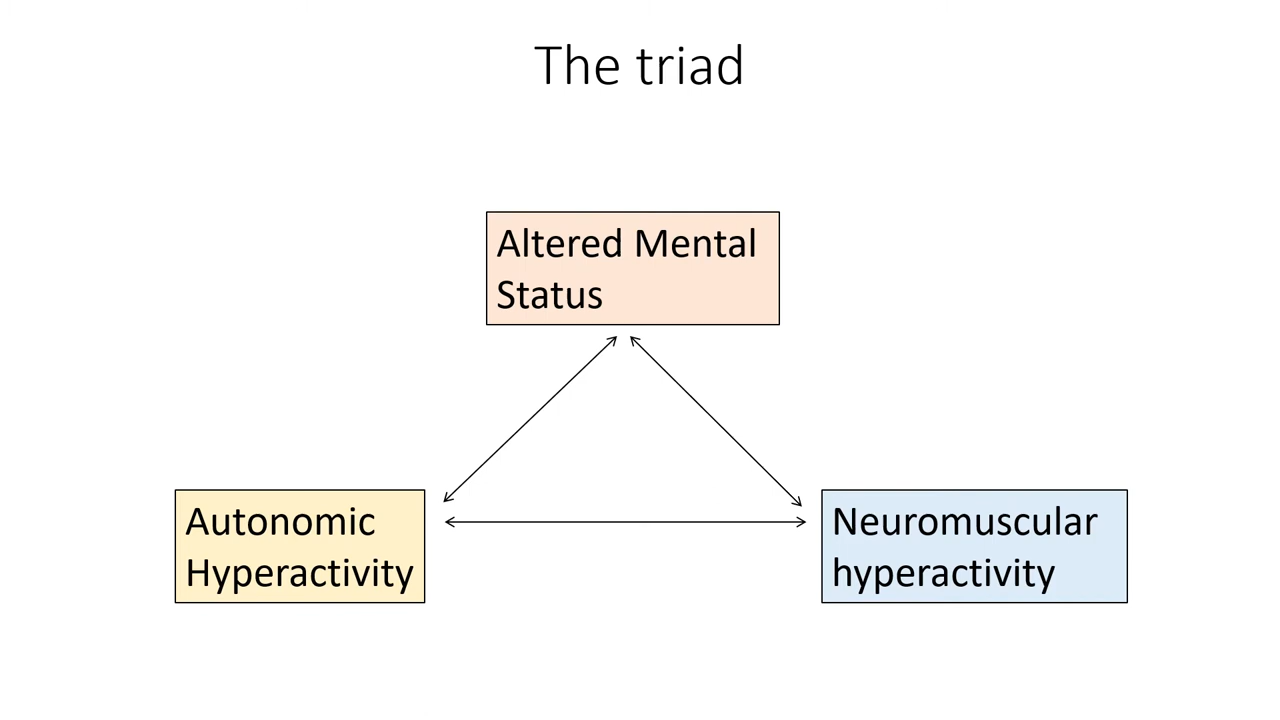 The triad
Altered Mental
Status
Autonomic
Hyperactivity
Neuromuscular
hyperactivity